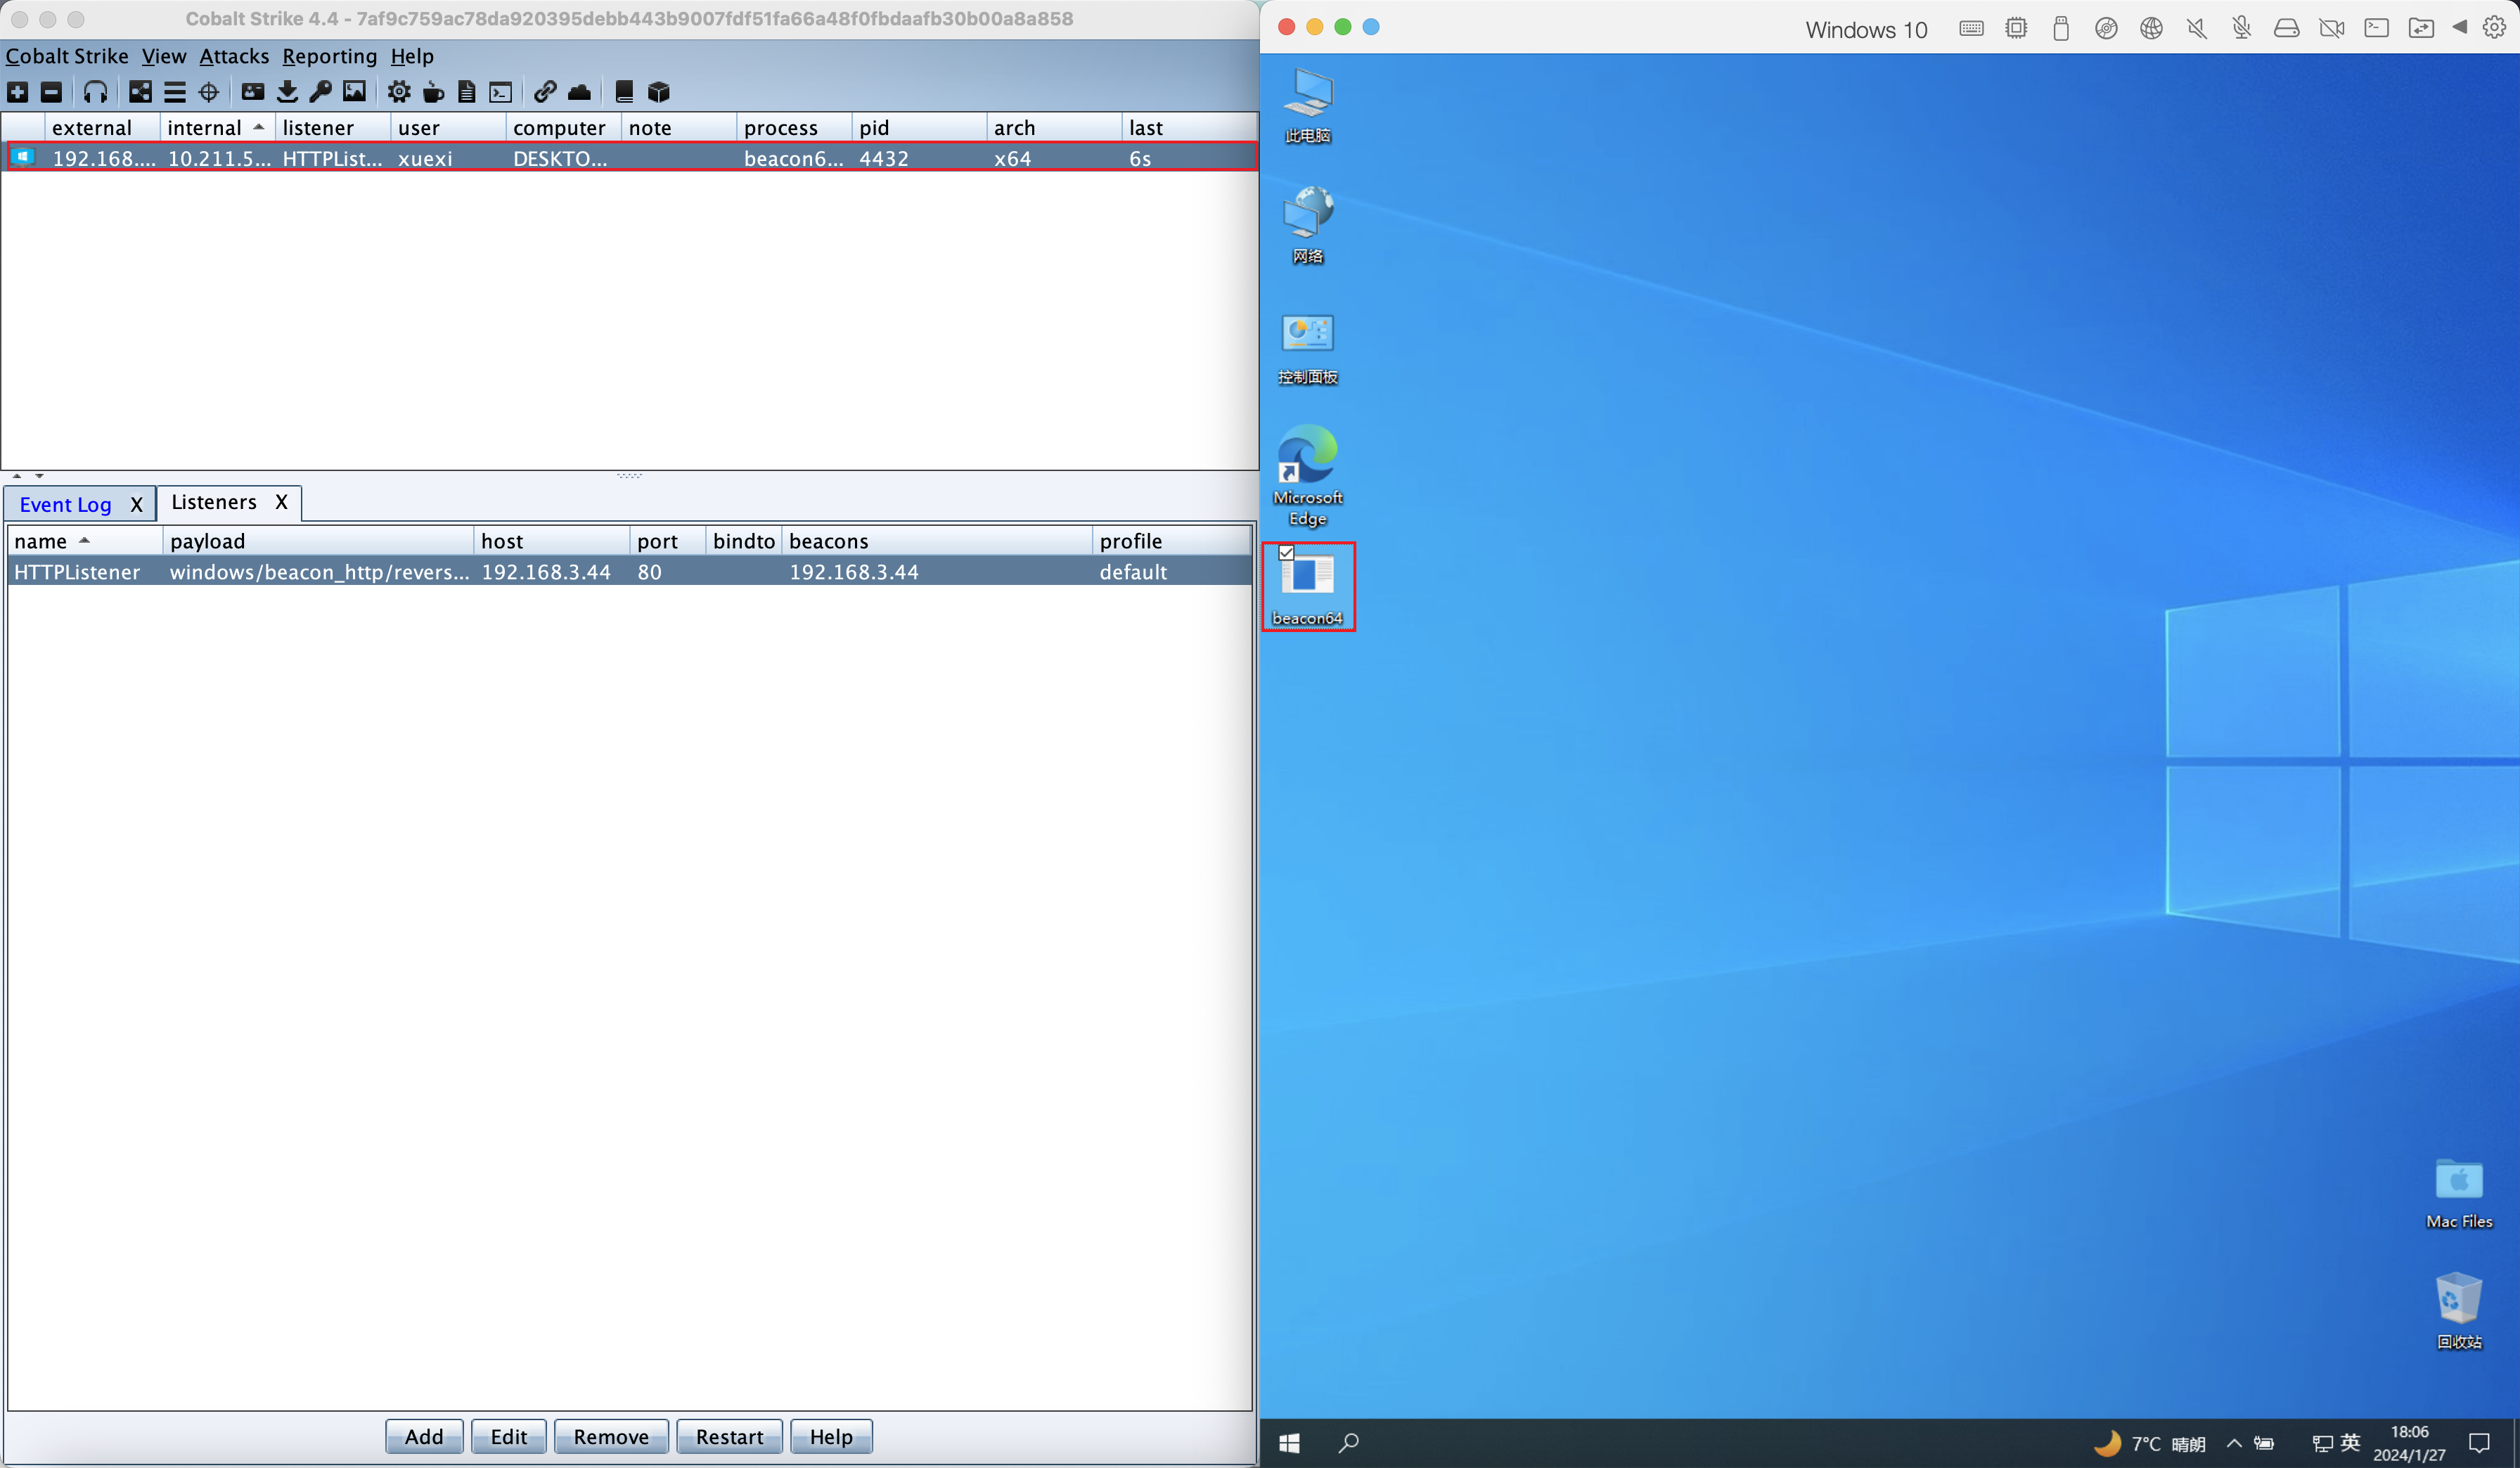 Cobalt Strike 4.4 - 7af9c759ac78da920395debb443b9007fdf51fa66a48f0fbdaafb30b00a8a858
Cobalt Strike View Attacks Reporting Help
external internal listener user computer note process pid arch last
192.168.... 10.211.5... HTTPList... xuexi DESKTO... beacon6... 4432 x64 6s
Event Log X Listeners X
name payload host port bindto beacons profile
HTTPListener windows/beacon_http/revers... 192.168.3.44 80 192.168.3.44 default
Add Edit Remove Restart Help
Windows 10
此电脑
网络
控制面板
Microsoft
Edge
beacon64
Mac Files
回收站
7°C 晴朗 英
18:06
2024/1/27